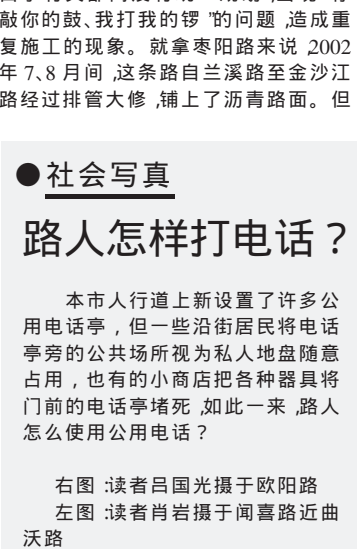 敲你的鼓、我打我的锣”的问题,造成重
复施工的现象。就拿枣阳路来说,2002
年7、8月间,这条路自兰溪路至金沙江
路经过排管大修,铺上了沥青路面。但
●社会写真
路人怎样打电话?
本市人行道上新设置了许多公
用电话亭,但一些沿街居民将电话
亭旁的公共场所视为私人地盘随意
占用,也有的小商店把各种器具将
门前的电话亭堵死,如此一来,路人
怎么使用公用电话?
右图:读者吕国光摄于欧阳路
左图:读者肖岩摄于闻喜路近曲
沃路